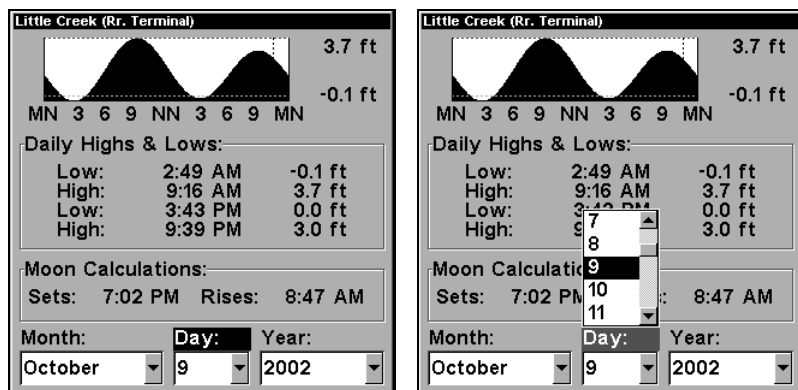 Little Creek (Rr. Terminal)
3.7 ft
-0.1 ft
MN 3 6 9 NN 3 6 9 MN
Daily Highs & Lows:
Low: 2:49 AM -0.1 ft
High: 9:16 AM 3.7 ft
Low: 3:43 PM 0.0 ft
High: 9:39 PM 3.0 ft
Moon Calculations:
Sets: 7:02 PM Rises: 8:47 AM
Month: Day: Year:
October 9 2002
Little Creek (Rr. Terminal)
3.7 ft
-0.1 ft
MN 3 6 9 NN 3 6 9 MN
Daily Highs & Lows:
Low: 2:49 AM -0.1 ft
High: 9:16 AM 3.7 ft
Low: 0.0 ft
High: 3.0 ft
7
8
9
10
11
Moon
Sets: 7:02 8:47 AM
Month: Day: Year:
October 9 2002